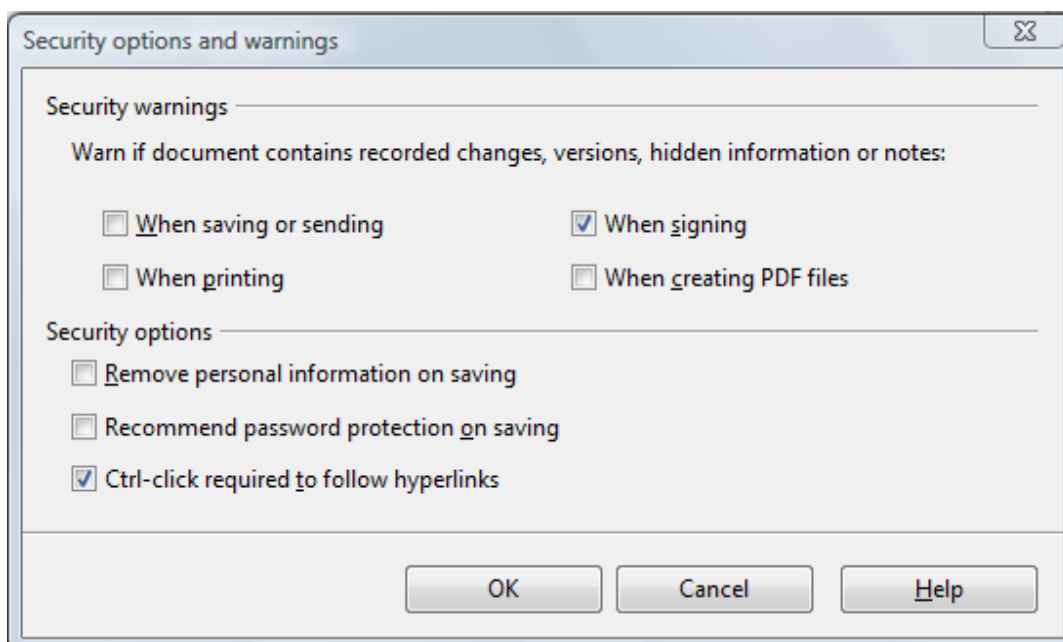 Security options and warnings
Security warnings
Warn if document contains recorded changes, versions, hidden information or notes:
When saving or sending When signing
When printing When creating PDF files
Security options
Remove personal information on saving
Recommend password protection on saving
Ctrl-click required to follow hyperlinks
OK Cancel Help